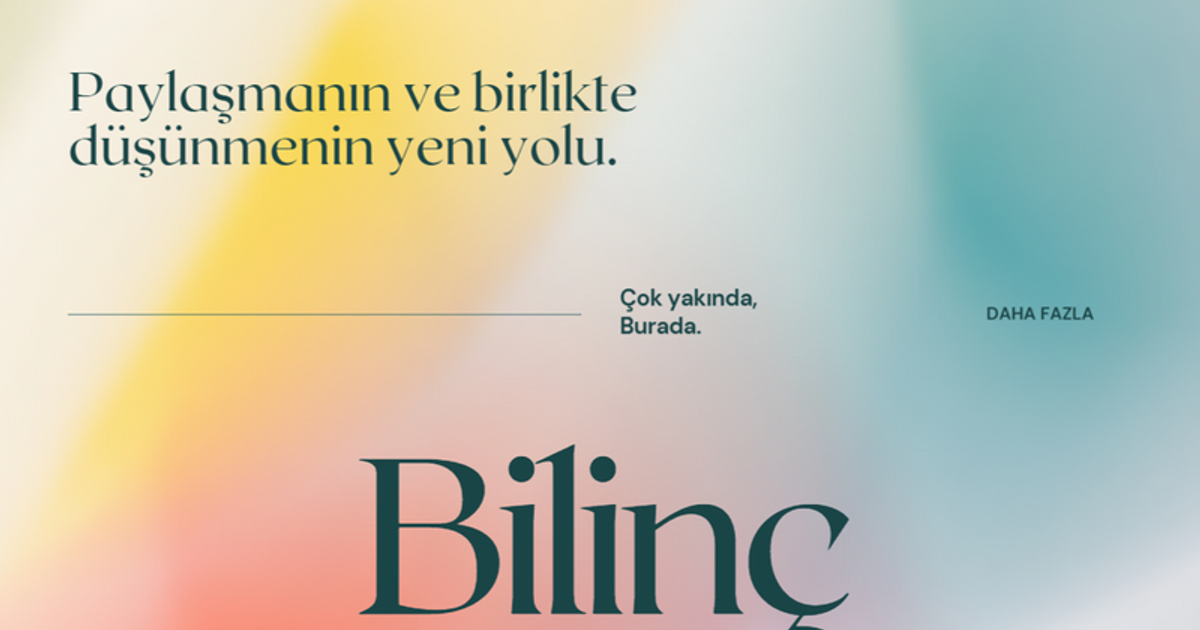 Paylaşmanın ve birlikte
düşünmenin yeni yolu.
Çok yakında,
Burada.
DAHA FAZLA
Bilinç